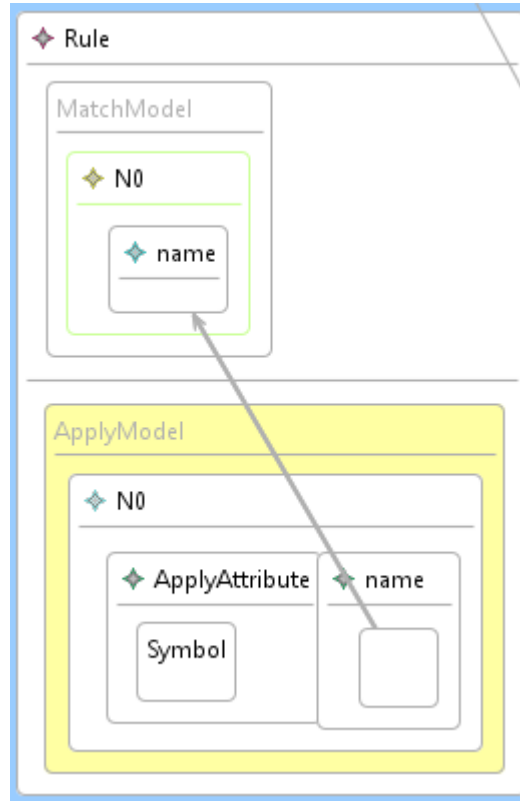 Rule
MatchModel
N0
name
ApplyModel
N0
ApplyAttribute name
Symbol